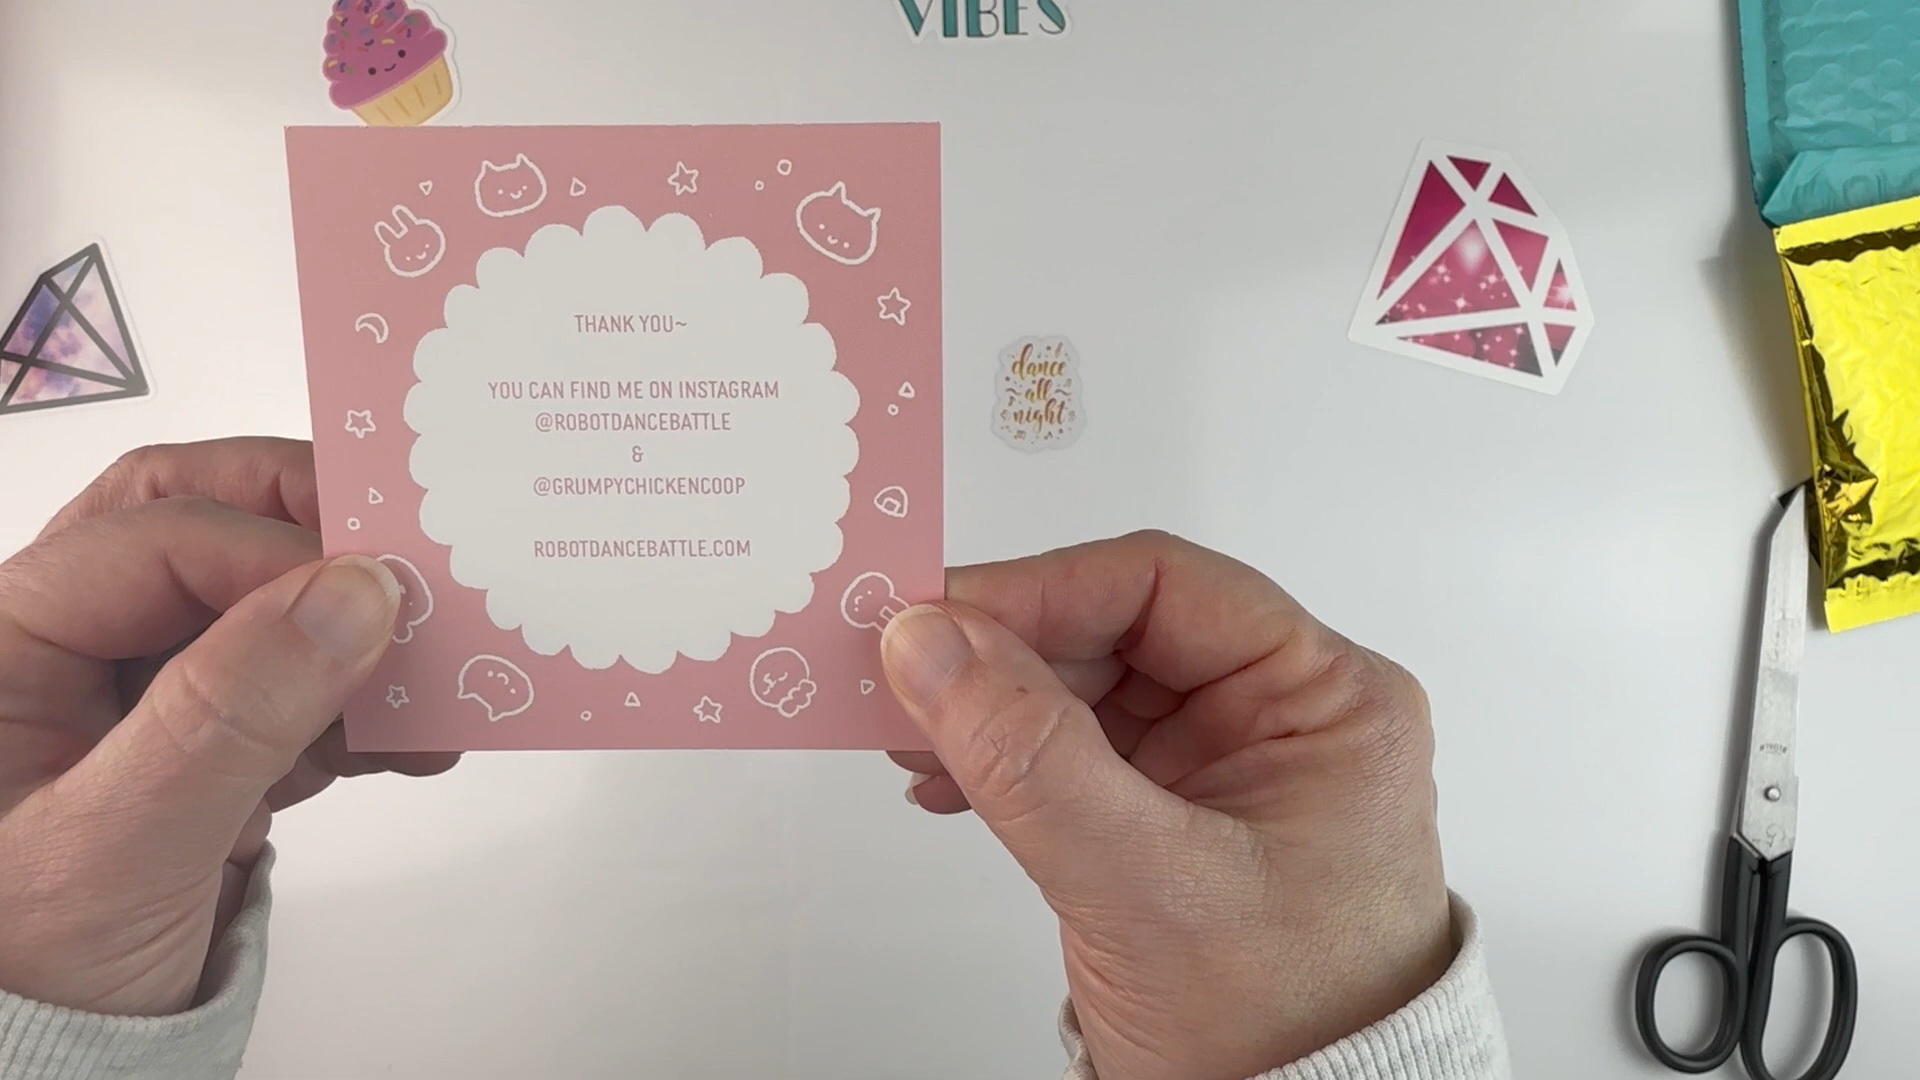 VIBES
THANK YOU~
YOU CAN FIND ME ON INSTAGRAM
@ROBOTDANCEBATTLE
&
@GRUMPYCHICKENCOOP
ROBOTDANCEBATTLE.COM
dance
all
night